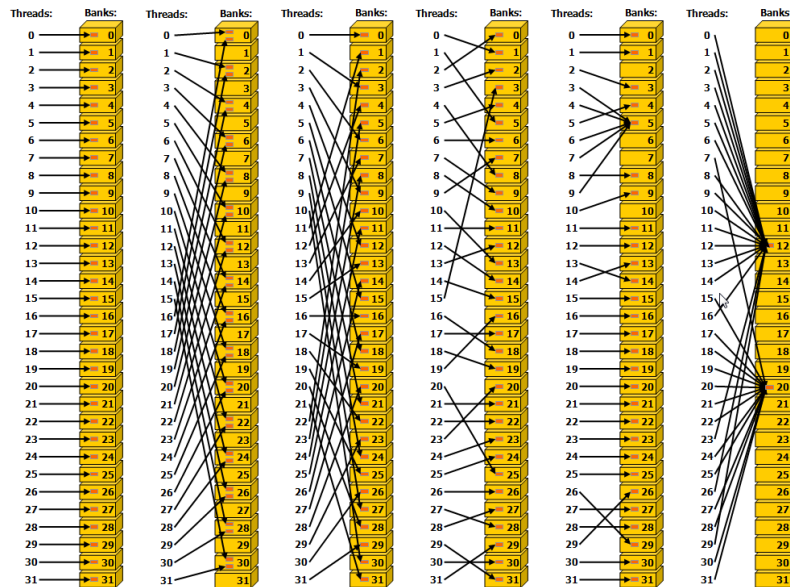 Threads: Banks: Threads: Banks: Threads: Banks: Threads: Banks: Threads: Banks: Threads: Banks
0 0 0 0 0 0 0 0 0 0 0 0
1 1 1 1 1 1 1 1 1 1 1 1
2 2 2 2 2 2 2 2 2 2 2 2
3 3 3 3 3 3 3 3 3 3 3 3
4 4 4 4 4 4 4 4 4 4 4 4
5 5 5 5 5 5 5 5 5 5 5 5
6 6 6 6 6 6 6 6 6 6 6 6
7 7 7 7 7 7 7 7 7 7 7 7
8 8 8 8 8 8 8 8 8 8 8 8
9 9 9 9 9 9 9 9 9 9 9 9
10 10 10 10 10 10 10 10 10 10 10 10
11 11 11 11 11 11 11 11 11 11 11 11
12 12 12 12 12 12 12 12 12 12 12 12
13 13 13 13 13 13 13 13 13 13 13 13
14 14 14 14 14 14 14 14 14 14 14 14
15 15 15 15 15 15 15 15 15 15 15 15
16 16 16 16 16 16 16 16 16 16 16 16
17 17 17 17 17 17 17 17 17 17 17 17
18 18 18 18 18 18 18 18 18 18 18 18
19 19 19 19 19 19 19 19 19 19 19 19
20 20 20 20 20 20 20 20 20 20 20 20
21 21 21 21 21 21 21 21 21 21 21 21
22 22 22 22 22 22 22 22 22 22 22 22
23 23 23 23 23 23 23 23 23 23 23 23
24 24 24 24 24 24 24 24 24 24 24 24
25 25 25 25 25 25 25 25 25 25 25 25
26 26 26 26 26 26 26 26 26 26 26 26
27 27 27 27 27 27 27 27 27 27 27 27
28 28 28 28 28 28 28 28 28 28 28 28
29 29 29 29 29 29 29 29 29 29 29 29
30 30 30 30 30 30 30 30 30 30 30 30
31 31 31 31 31 31 31 31 31 31 31 31